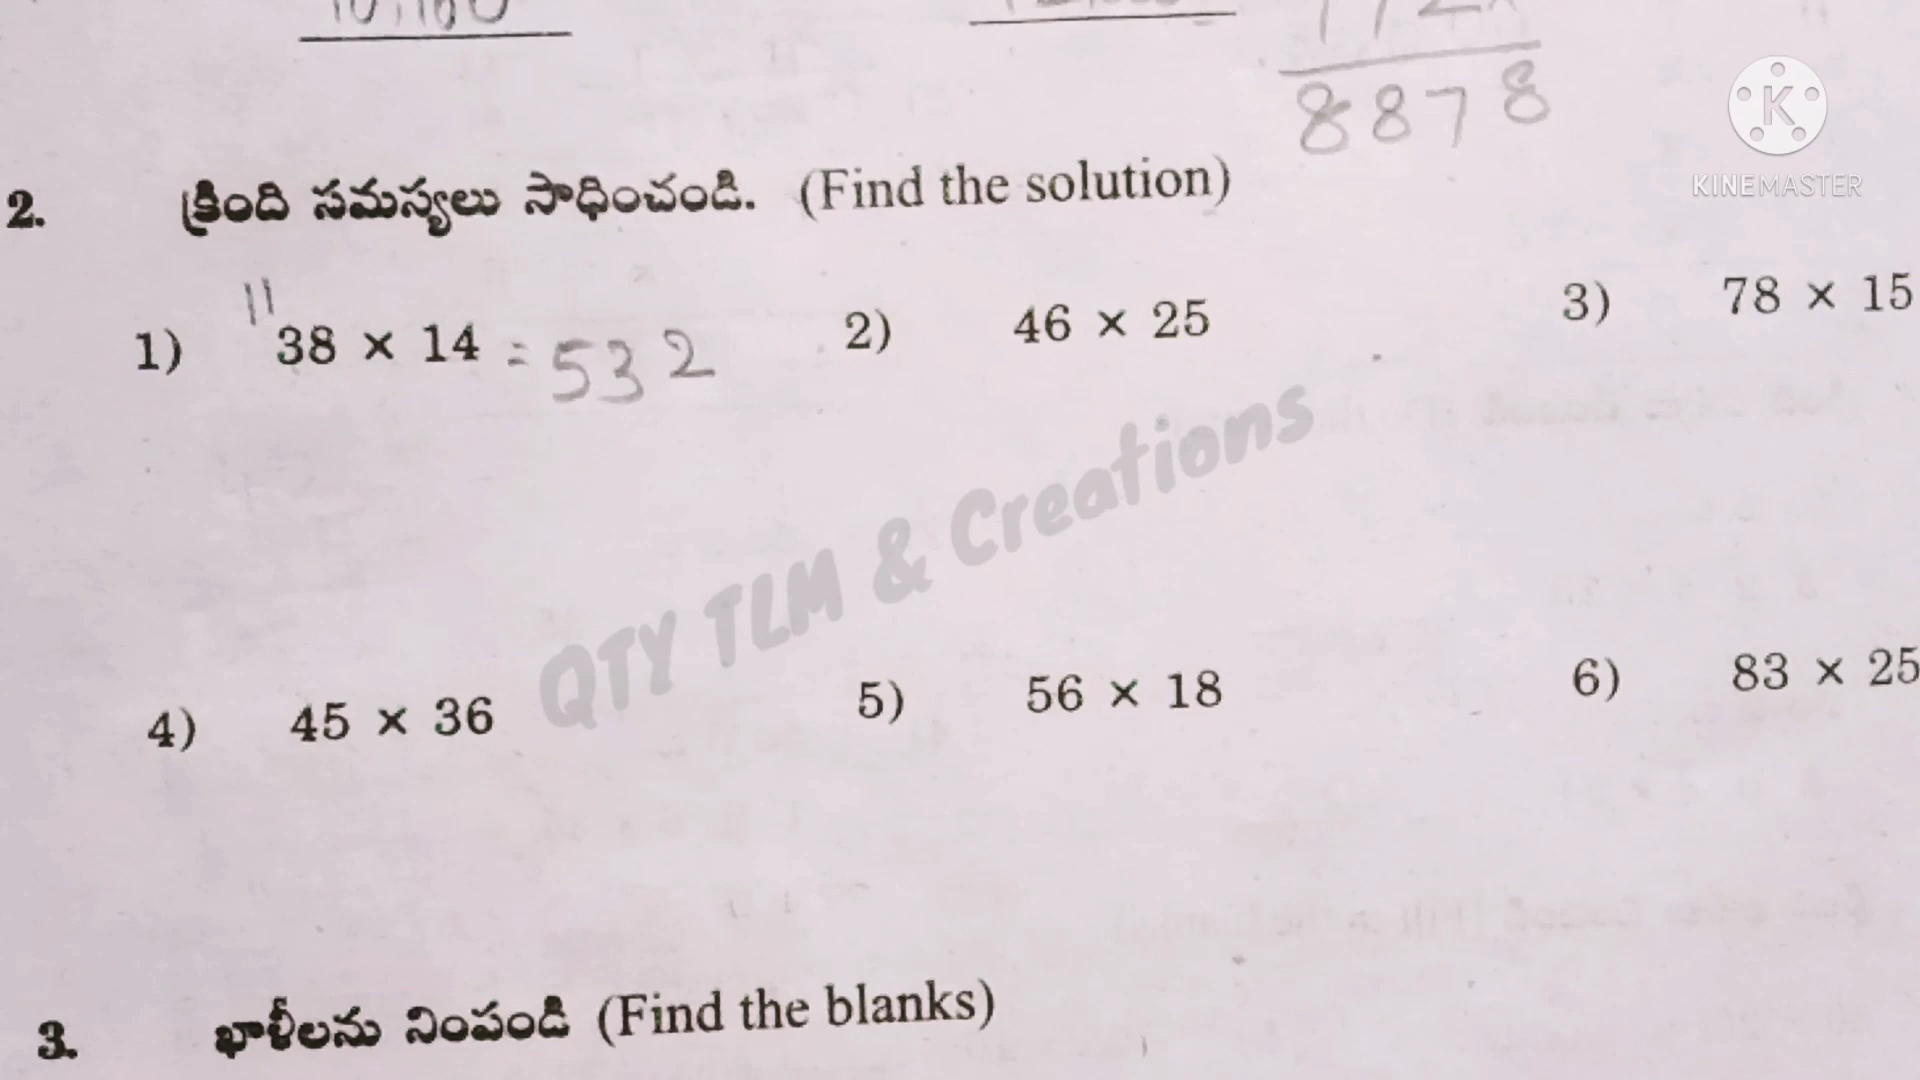 8878
K
KINEMASTER
2. క్రింది సమస్యలు సాధించండి. (Find the solution)
1) 38 × 14 = 532 2) 46 × 25 3) 78 × 15
11
QTY TLM & Creations
4) 45 × 36 5) 56 × 18 6) 83 × 25
3. ఖాళీలను నింపండి (Find the blanks)